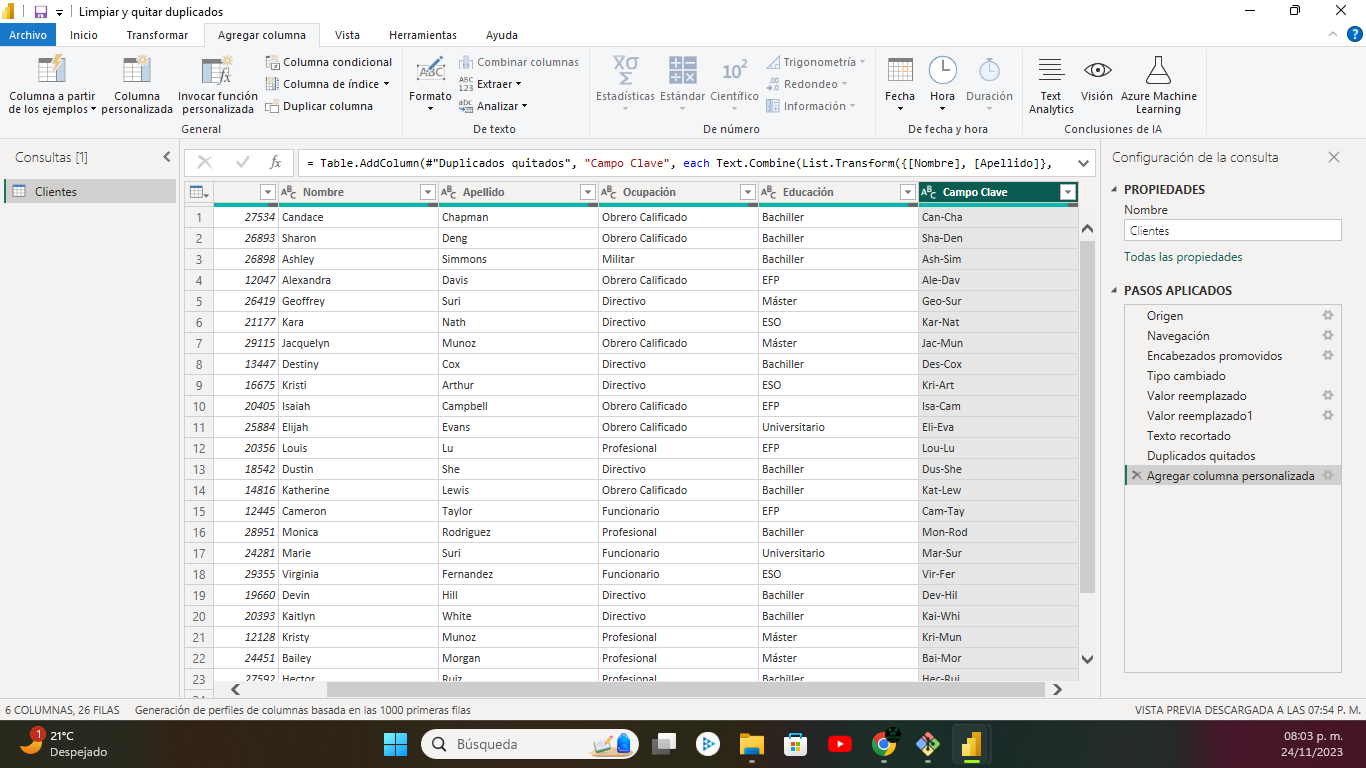 Limpiar y quitar duplicados
Archivo Inicio Transformar Agregar columna Vista Herramientas Ayuda
Columna a partir de los ejemplos
Columna personalizada
Invocar función personalizada
Columna condicional
Columna de índice
Duplicar columna
General
Formato
Combinar columnas
Extraer
Analizar
De texto
Estadísticas
Estándar
Científico
Trigonometría
Redondeo
Información
De número
Fecha
Hora
Duración
De fecha y hora
Text Analytics
Visión
Azure Machine Learning
Conclusiones de IA
Consultas [1]
Clientes
= Table.AddColumn(#"Duplicados quitados", "Campo Clave", each Text.Combine(List.Transform({[Nombre], [Apellido]},
Nombre Apellido Ocupación Educación Campo Clave
1 27534 Candace Chapman Obrero Calificado Bachiller Can-Cha
2 26893 Sharon Deng Obrero Calificado Bachiller Sha-Den
3 26898 Ashley Simmons Militar Bachiller Ash-Sim
4 12047 Alexandra Davis Obrero Calificado EFP Ale-Dav
5 26419 Geoffrey Suri Directivo Máster Geo-Sur
6 21177 Kara Nath Directivo ESO Kar-Nat
7 29115 Jacquelyn Munoz Obrero Calificado Máster Jac-Mun
8 13447 Destiny Cox Directivo Bachiller Des-Cox
9 16675 Kristi Arthur Directivo ESO Kri-Art
10 20405 Isaiah Campbell Obrero Calificado EFP Isa-Cam
11 25884 Elijah Evans Obrero Calificado Universitario Eli-Eva
12 20356 Louis Lu Profesional EFP Lou-Lu
13 18542 Dustin She Directivo Bachiller Dus-She
14 14816 Katherine Lewis Obrero Calificado Bachiller Kat-Lew
15 12445 Cameron Taylor Funcionario EFP Cam-Tay
16 28951 Monica Rodriguez Profesional Bachiller Mon-Rod
17 24281 Marie Suri Funcionario Universitario Mar-Sur
18 29355 Virginia Fernandez Funcionario ESO Vir-Fer
19 19660 Devin Hill Directivo Bachiller Dev-Hil
20 20393 Kaitlyn White Directivo Bachiller Kai-Whi
21 12128 Kristy Munoz Profesional Máster Kri-Mun
22 24451 Bailey Morgan Profesional Máster Bai-Mor
23 27592 Hector Ruiz Profesional Bachiller Hec-Rui
Configuración de la consulta
PROPIEDADES
Nombre
Clientes
Todas las propiedades
PASOS APLICADOS
Origen
Navegación
Encabezados promovidos
Tipo cambiado
Valor reemplazado
Valor reemplazado1
Texto recortado
Duplicados quitados
Agregar columna personalizada
6 COLUMNAS, 26 FILAS Generación de perfiles de columnas basada en las 1000 primeras filas VISTA PREVIA DESCARGADA A LAS 07:54 P. M.
1
21°C
Despejado
Búsqueda
08:03 p. m.
24/11/2023